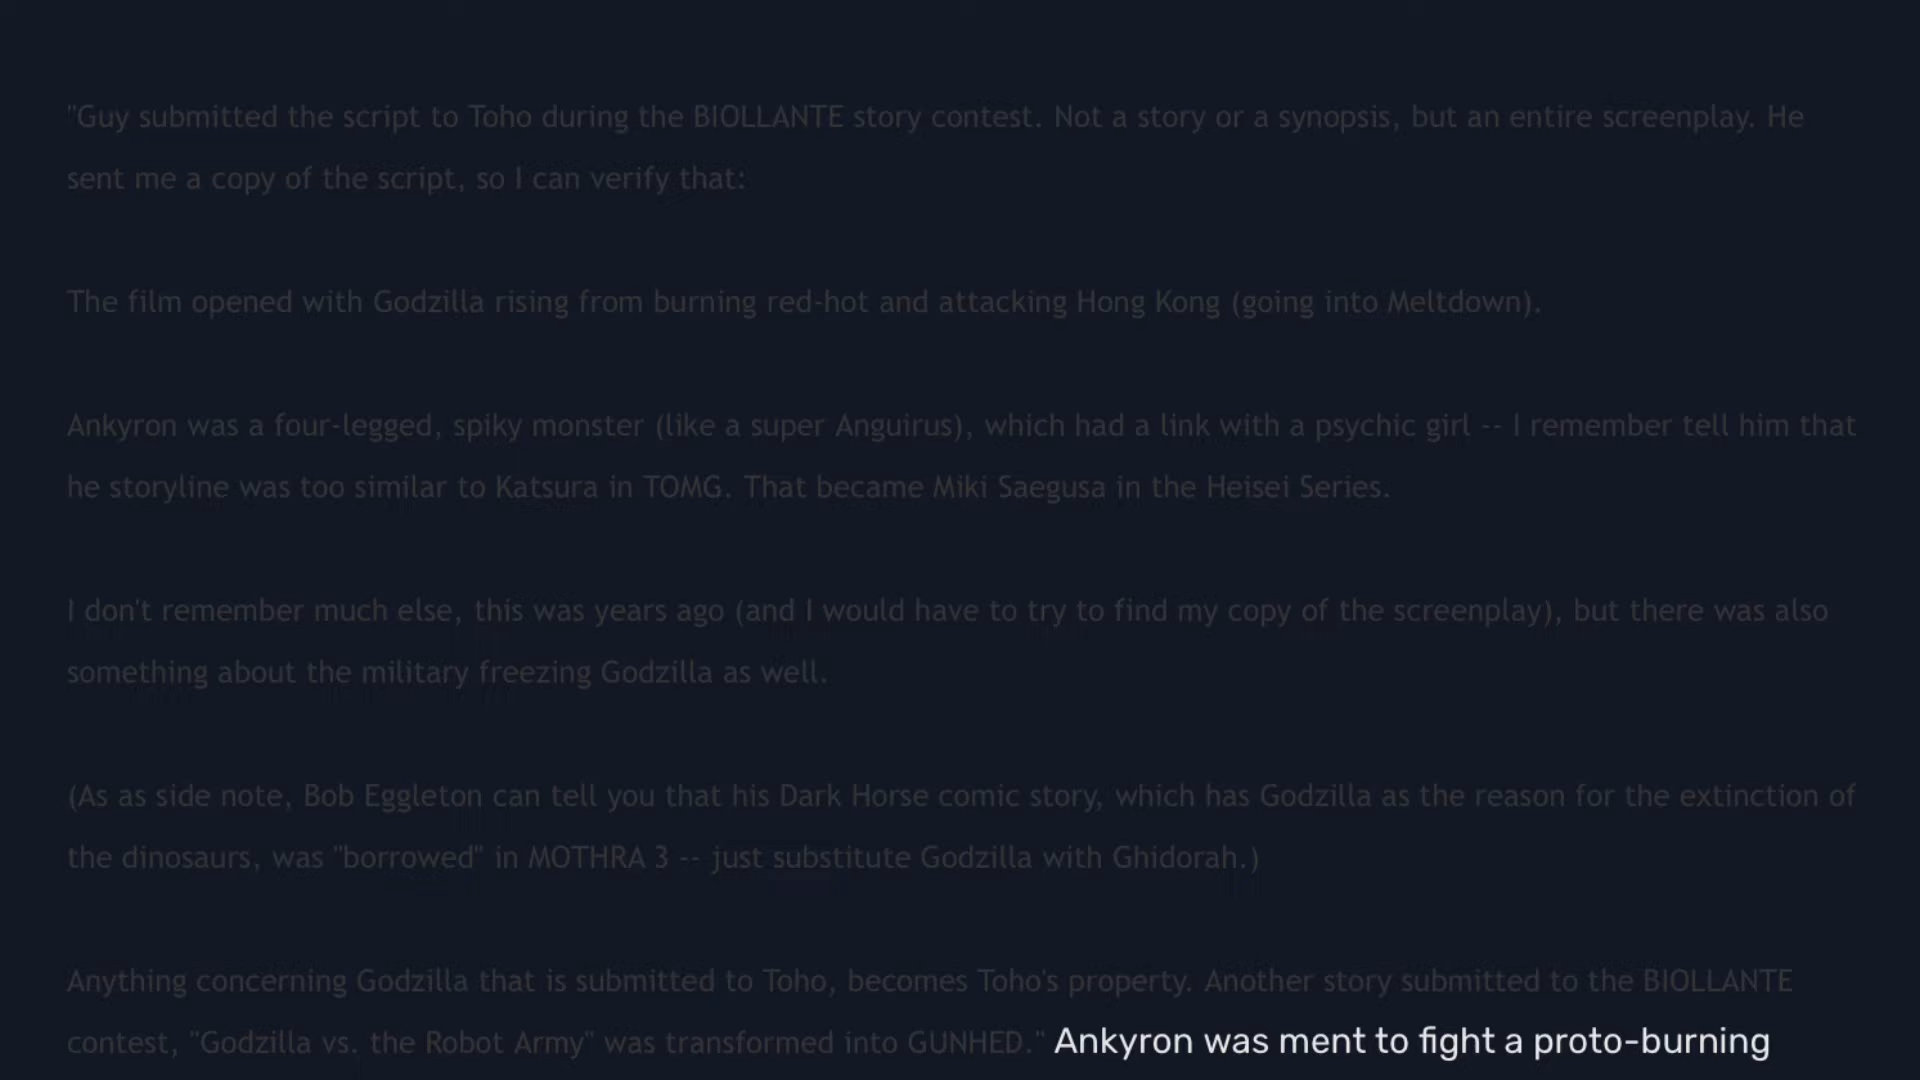 "Guy submitted the script to Toho during the BIOLLANTE story contest. Not a story or a synopsis, but an entire screenplay. He
sent me a copy of the script, so I can verify that:
The film opened with Godzilla rising from burning red-hot and attacking Hong Kong (going into Meltdown).
Ankyron was a four-legged, spiky monster (like a super Anguirus), which had a link with a psychic girl -- I remember tell him that
he storyline was too similar to Katsura in TOMG. That became Miki Saegusa in the Heisei Series.
I don't remember much else, this was years ago (and I would have to try to find my copy of the screenplay), but there was also
something about the military freezing Godzilla as well.
(As as side note, Bob Eggleton can tell you that his Dark Horse comic story, which has Godzilla as the reason for the extinction of
the dinosaurs, was "borrowed" in MOTHRA 3 -- just substitute Godzilla with Ghidorah.)
Anything concerning Godzilla that is submitted to Toho, becomes Toho's property. Another story submitted to the BIOLLANTE
contest, "Godzilla vs. the Robot Army" was transformed into GUNHED." Ankyron was ment to fight a proto-burning